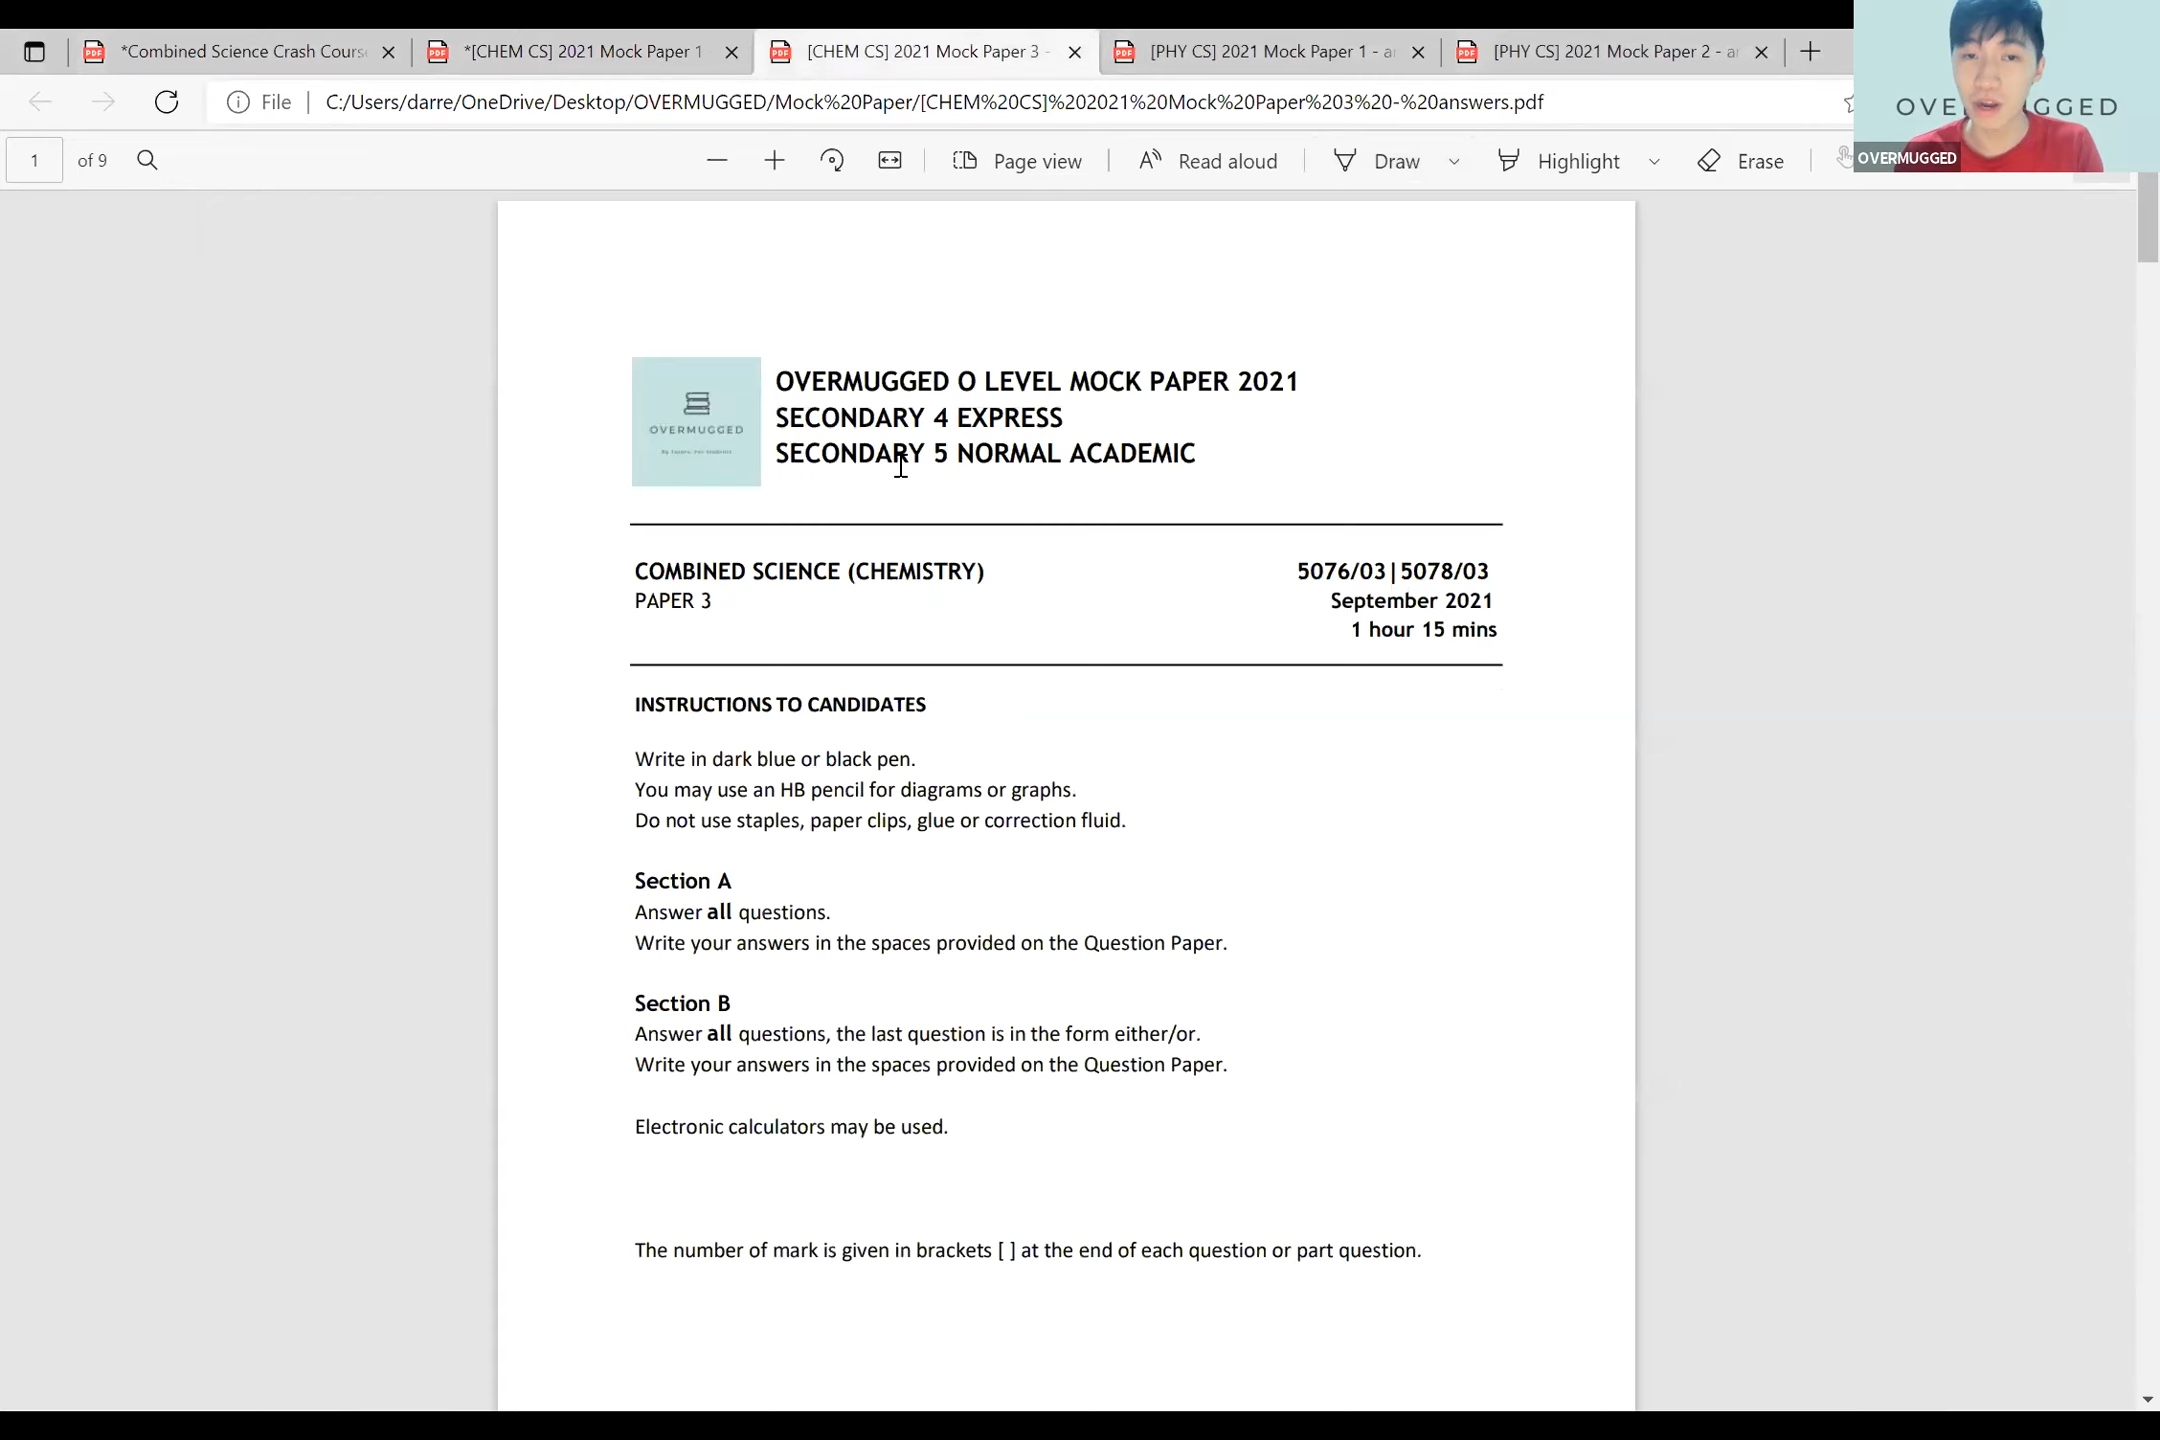 *Combined Science Crash Cours
*[CHEM CS] 2021 Mock Paper 1
[CHEM CS] 2021 Mock Paper 3 -
[PHY CS] 2021 Mock Paper 1 - a
[PHY CS] 2021 Mock Paper 2 - a
File
C:/Users/darre/OneDrive/Desktop/OVERMUGGED/Mock%20Paper/[CHEM%20CS]%202021%20Mock%20Paper%203%20-%20answers.pdf
1 of 9
Page view
Read aloud
Draw
Highlight
Erase
OVERMUGGED
OVERMUGGED O LEVEL MOCK PAPER 2021
SECONDARY 4 EXPRESS
SECONDARY 5 NORMAL ACADEMIC
OVERMUGGED
COMBINED SCIENCE (CHEMISTRY) 5076/03|5078/03
PAPER 3 September 2021
1 hour 15 mins
INSTRUCTIONS TO CANDIDATES
Write in dark blue or black pen.
You may use an HB pencil for diagrams or graphs.
Do not use staples, paper clips, glue or correction fluid.
Section A
Answer all questions.
Write your answers in the spaces provided on the Question Paper.
Section B
Answer all questions, the last question is in the form either/or.
Write your answers in the spaces provided on the Question Paper.
Electronic calculators may be used.
The number of mark is given in brackets [ ] at the end of each question or part question.